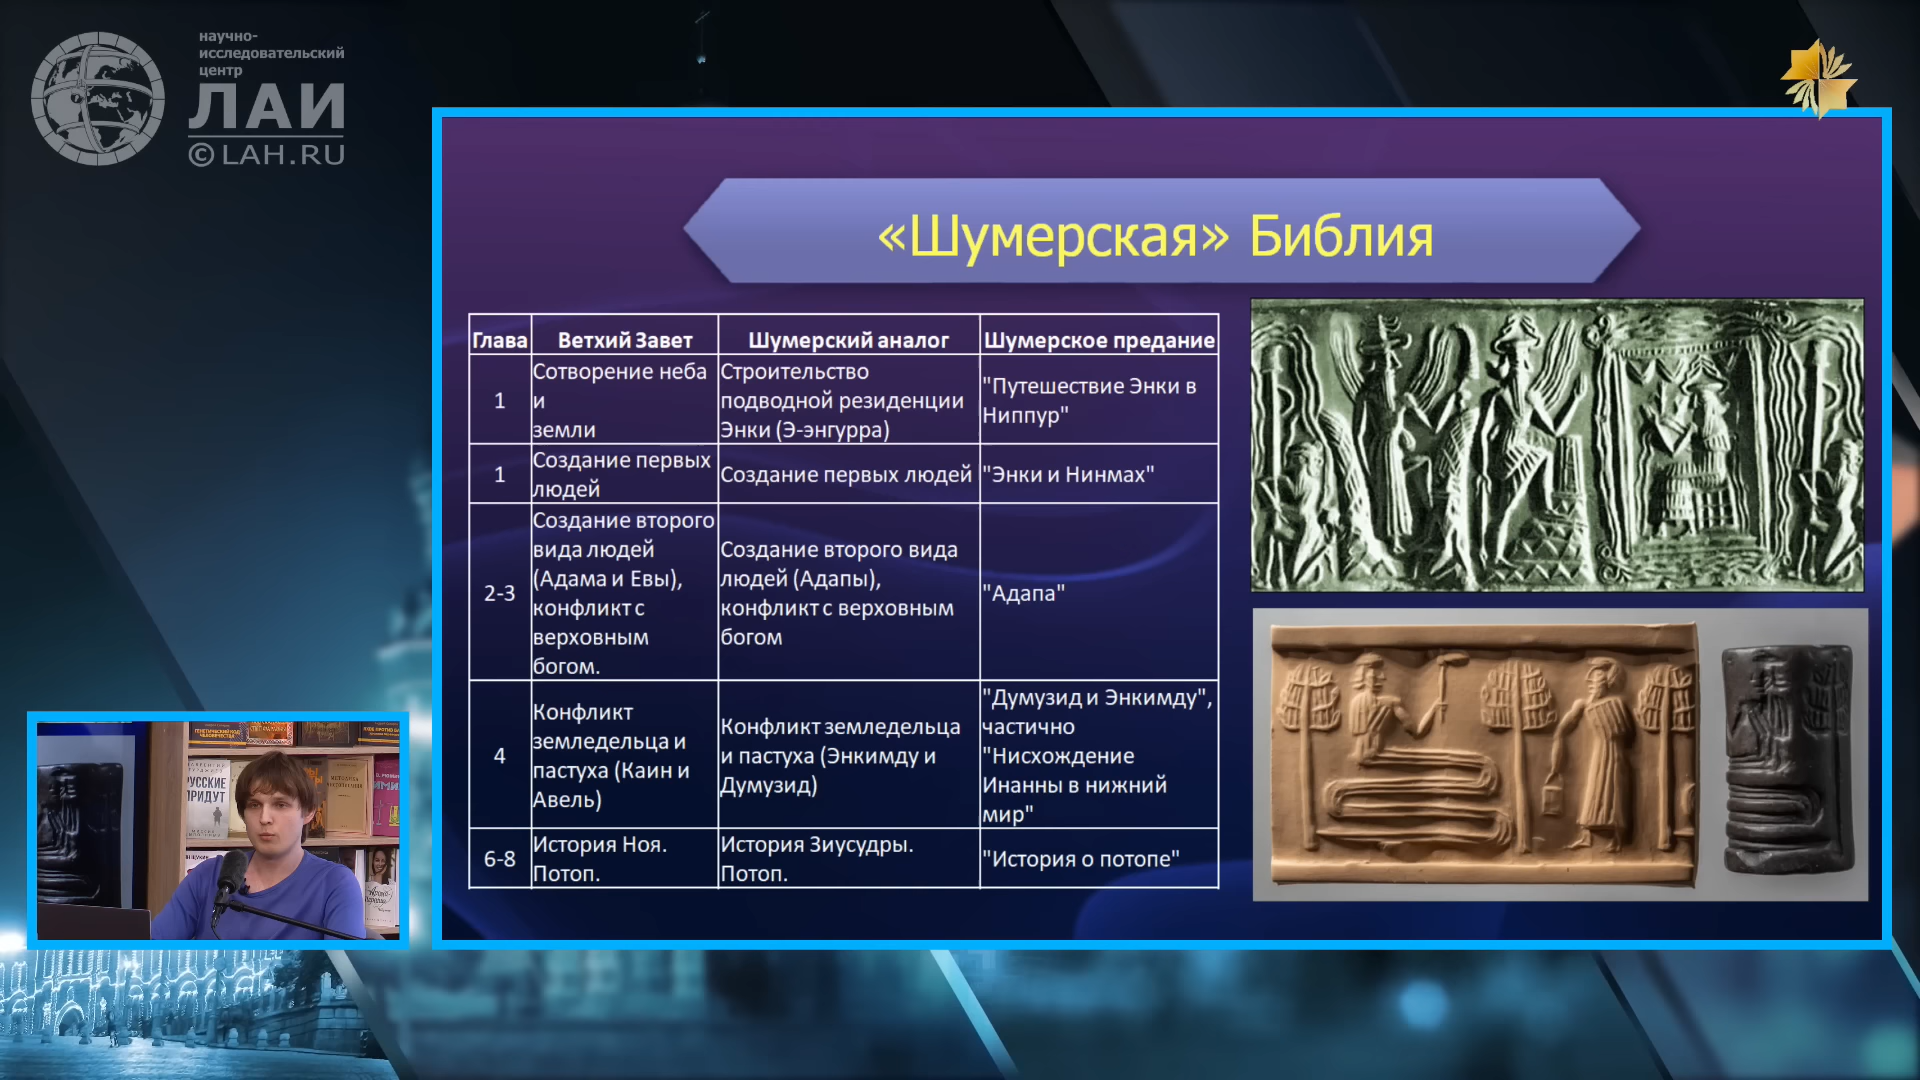 научно-
исследовательский
центр
ЛАИ
© LAH.RU
«Шумерская» Библия
Глава
Ветхий Завет
Шумерский аналог
Шумерское предание
1
Сотворение неба
и
земли
Строительство
подводной резиденции
Энки (Э-энгурра)
"Путешествие Энки в
Ниппур"
1
Создание первых
людей
Создание первых людей
"Энки и Нинмах"
2-3
Создание второго
вида людей
(Адама и Евы),
конфликт с
верховным
богом.
Создание второго вида
людей (Адапы),
конфликт с верховным
богом
"Адапа"
4
Конфликт
земледельца и
пастуха (Каин и
Авель)
Конфликт земледельца
и пастуха (Энкимду и
Думузид)
"Думузид и Энкимду",
частично
"Нисхождение
Инанны в нижний
мир"
6-8
История Ноя.
Потоп.
История Зиусудры.
Потоп.
"История о потопе"
РУССКИЕ
ПРИДУТ